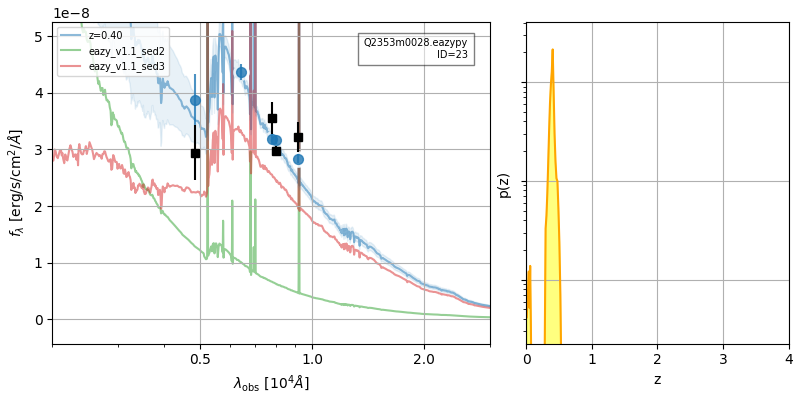 1e−8
z=0.40
eazy_v1.1_sed2
eazy_v1.1_sed3
Q2353m0028.eazypy
ID=23
5
4
3
2
1
0
f_λ [erg/s/cm²/Å]
0.5
1.0
2.0
λ_obs [10⁴Å]
p(z)
0
1
2
3
4
z